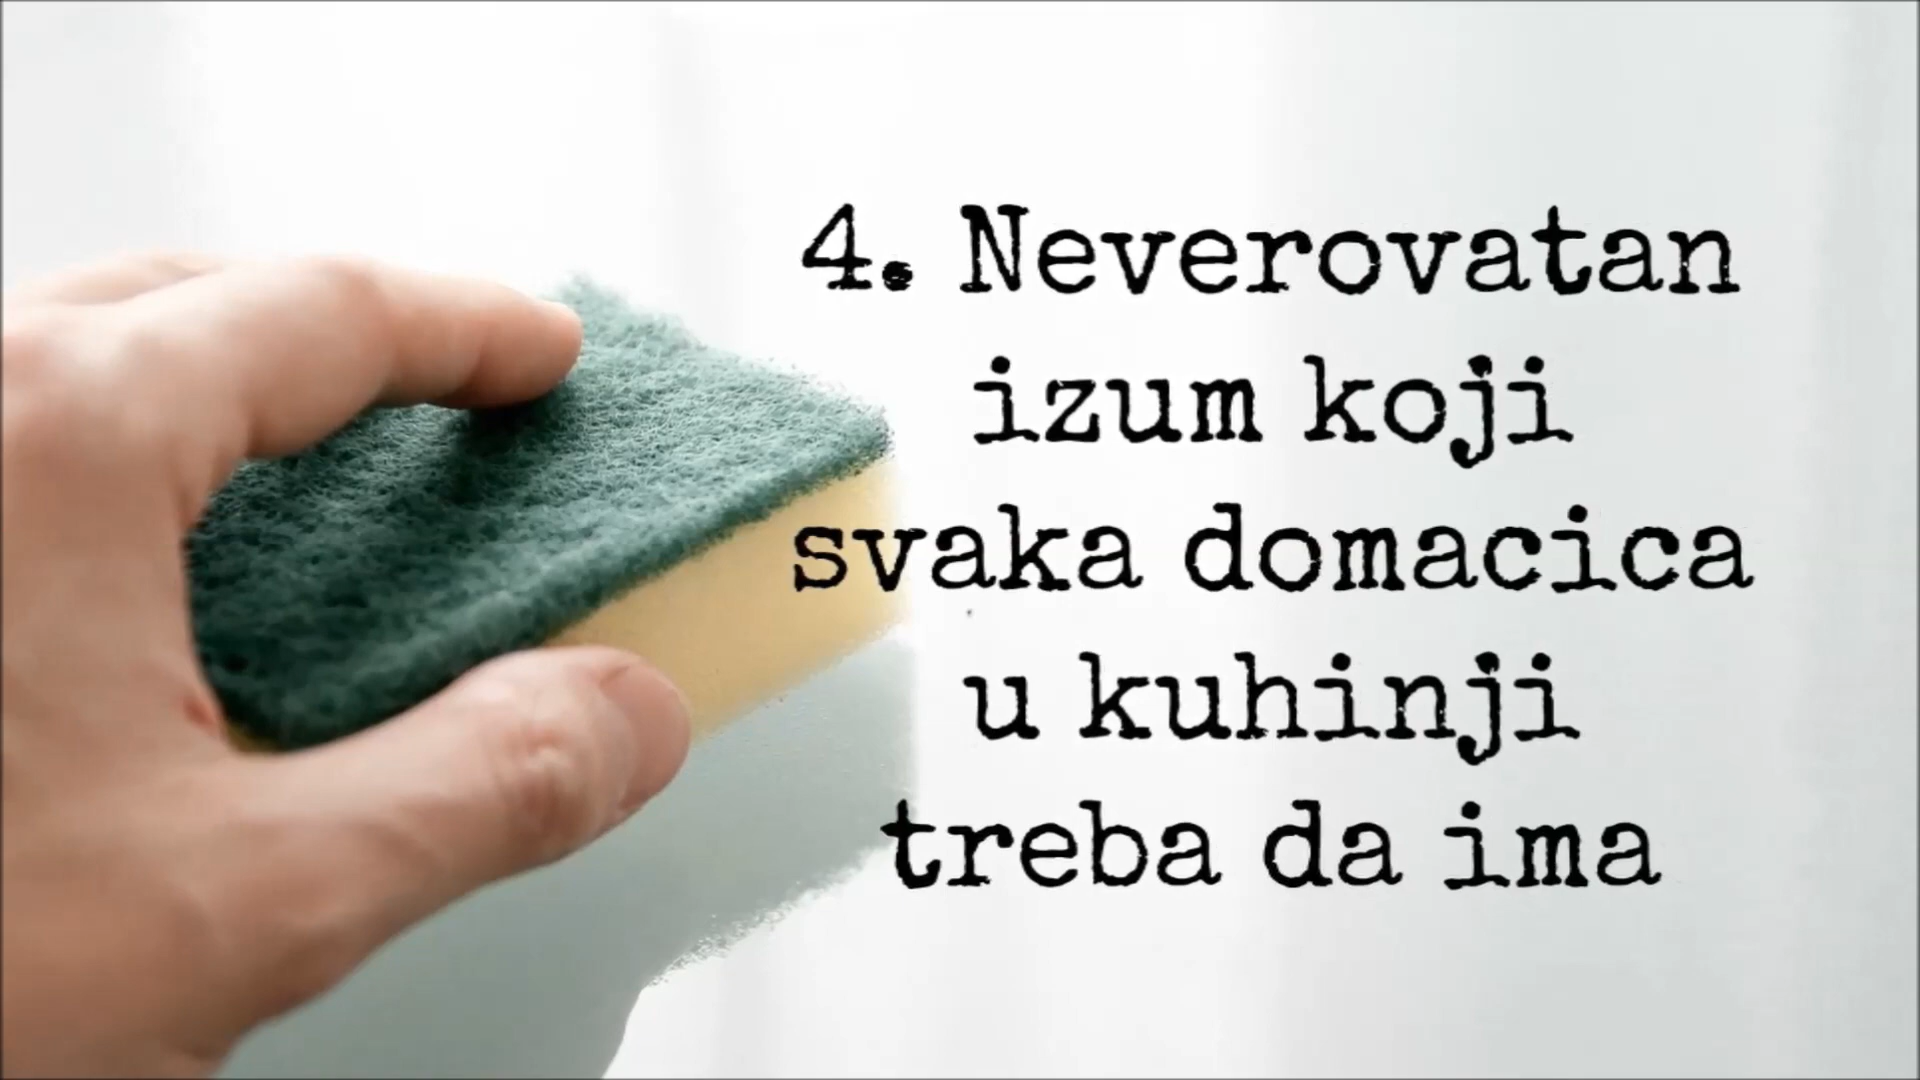 4. Neverovatan
izum koji
svaka domacica
u kuhinji
treba da ima